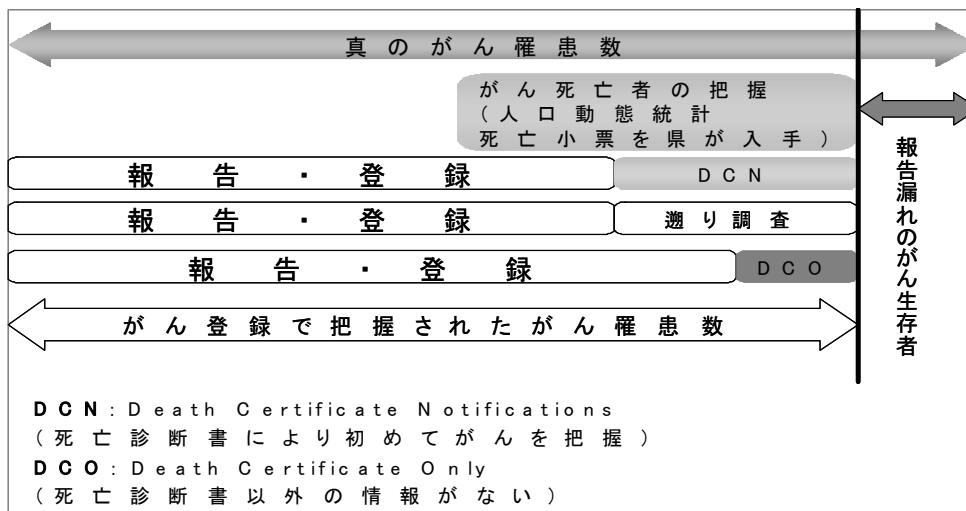 真のがん罹患数
がん死亡者の把握
(人口動態統計
死亡小票を県が入手)
報告・登録
DCN
報告・登録
遡り調査
報告・登録
DCO
がん登録で把握されたがん罹患数
報告漏れのがん生存者
DCN:Death Certificate Notifications
(死亡診断書により初めてがんを把握)
DCO:Death Certificate Only
(死亡診断書以外の情報がない)